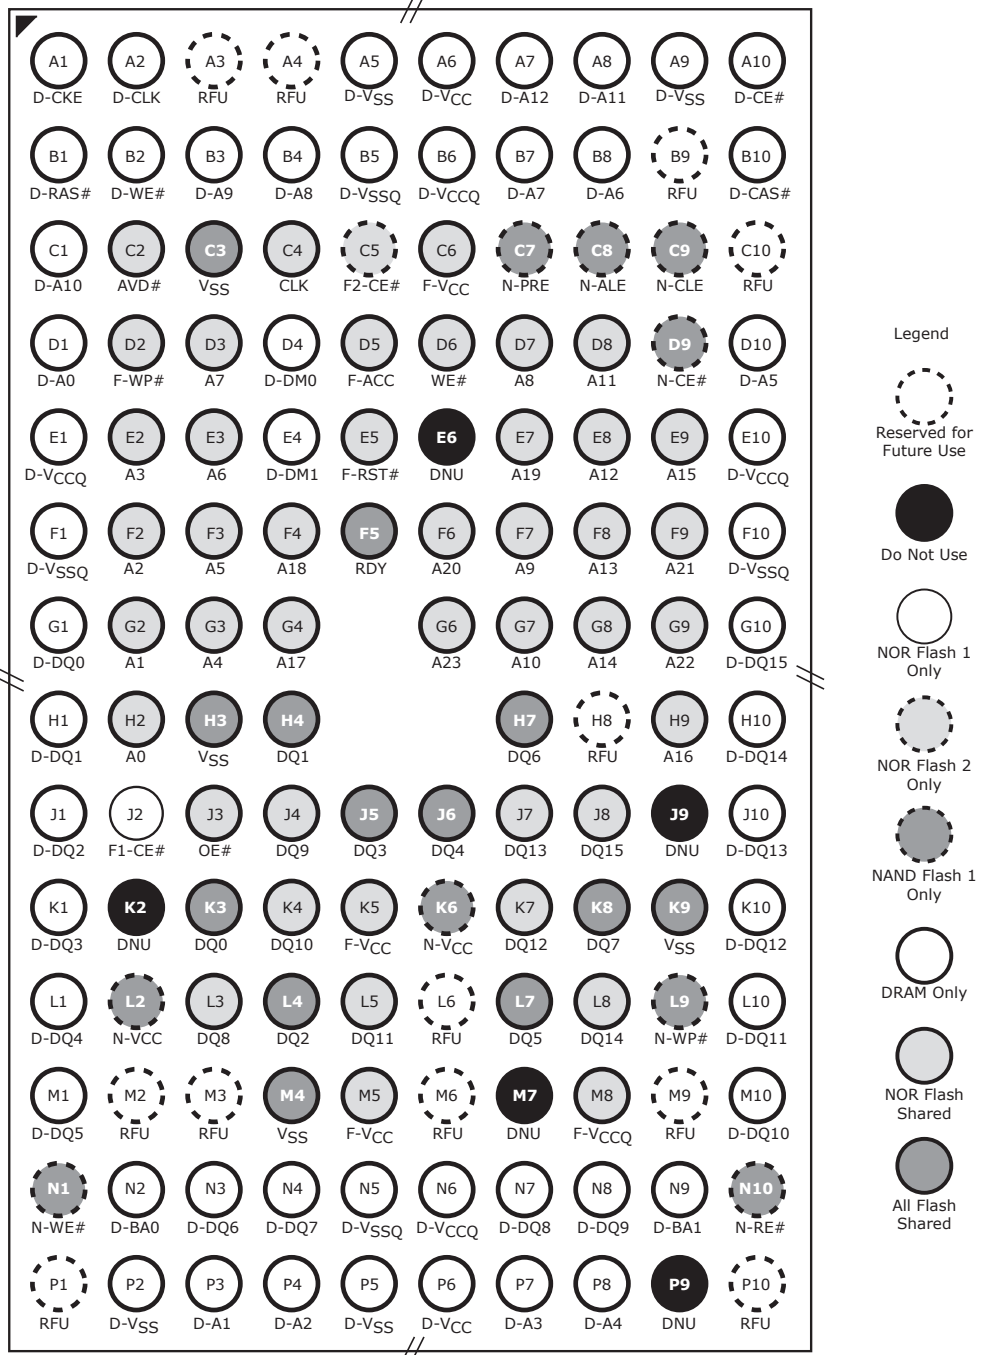 A1 A2 A3 A4 A5 A6 A7 A8 A9 A10
D-CKE D-CLK RFU RFU D-VSS D-VCC D-A12 D-A11 D-VSS D-CE#
B1 B2 B3 B4 B5 B6 B7 B8 B9 B10
D-RAS# D-WE# D-A9 D-A8 D-VSSQ D-VCCQ D-A7 D-A6 RFU D-CAS#
C1 C2 C3 C4 C5 C6 C7 C8 C9 C10
D-A10 AVD# VSS CLK F2-CE# F-VCC N-PRE N-ALE N-CLE RFU
D1 D2 D3 D4 D5 D6 D7 D8 D9 D10
D-A0 F-WP# A7 D-DM0 F-ACC WE# A8 A11 N-CE# D-A5
E1 E2 E3 E4 E5 E6 E7 E8 E9 E10
D-VCCQ A3 A6 D-DM1 F-RST# DNU A19 A12 A15 D-VCCQ
F1 F2 F3 F4 F5 F6 F7 F8 F9 F10
D-VSSQ A2 A5 A18 RDY A20 A9 A13 A21 D-VSSQ
G1 G2 G3 G4 G6 G7 G8 G9 G10
D-DQ0 A1 A4 A17 A23 A10 A14 A22 D-DQ15
H1 H2 H3 H4 H7 H8 H9 H10
D-DQ1 A0 VSS DQ1 DQ6 RFU A16 D-DQ14
J1 J2 J3 J4 J5 J6 J7 J8 J9 J10
D-DQ2 F1-CE# OE# DQ9 DQ3 DQ4 DQ13 DQ15 DNU D-DQ13
K1 K2 K3 K4 K5 K6 K7 K8 K9 K10
D-DQ3 DNU DQ0 DQ10 F-VCC N-VCC DQ12 DQ7 VSS D-DQ12
L1 L2 L3 L4 L5 L6 L7 L8 L9 L10
D-DQ4 N-VCC DQ8 DQ2 DQ11 RFU DQ5 DQ14 N-WP# D-DQ11
M1 M2 M3 M4 M5 M6 M7 M8 M9 M10
D-DQ5 RFU RFU VSS F-VCC RFU DNU F-VCCQ RFU D-DQ10
N1 N2 N3 N4 N5 N6 N7 N8 N9 N10
N-WE# D-BA0 D-DQ6 D-DQ7 D-VSSQ D-VCCQ D-DQ8 D-DQ9 D-BA1 N-RE#
P1 P2 P3 P4 P5 P6 P7 P8 P9 P10
RFU D-VSS D-A1 D-A2 D-VSS D-VCC D-A3 D-A4 DNU RFU
Legend
Reserved for
Future Use
Do Not Use
NOR Flash 1
Only
NOR Flash 2
Only
NAND Flash 1
Only
DRAM Only
NOR Flash
Shared
All Flash
Shared